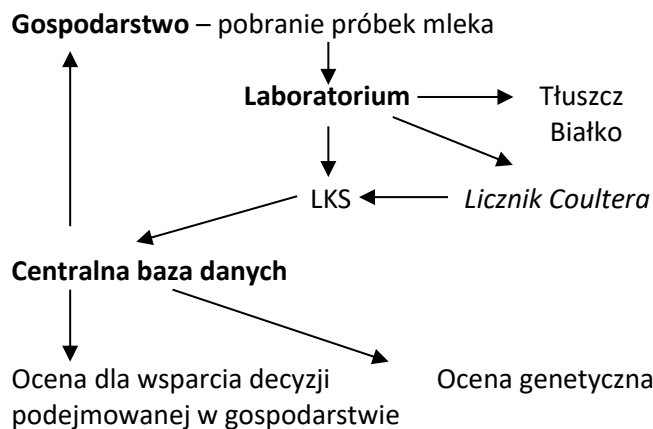 Gospodarstwo – pobranie próbek mleka
Laboratorium
Tłuszcz
Białko
LKS
Licznik Coultera
Centralna baza danych
Ocena dla wsparcia decyzji
podejmowanej w gospodarstwie
Ocena genetyczna